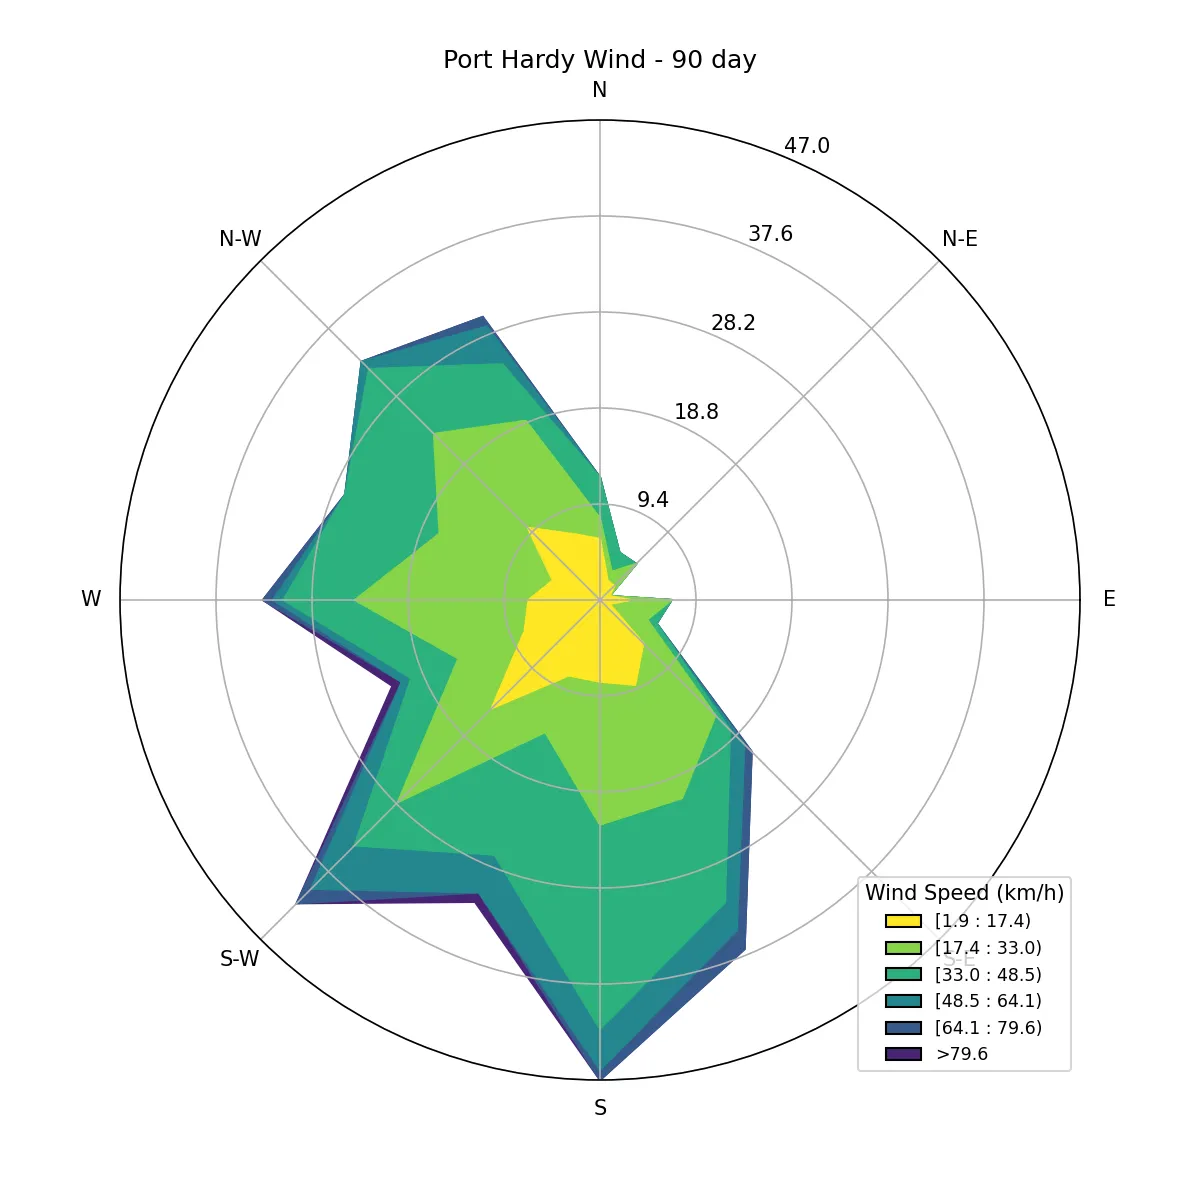 Port Hardy Wind - 90 day
N
47.0
37.6
N-W
N-E
28.2
18.8
9.4
W
E
Wind Speed (km/h)
[1.9 : 17.4)
[17.4 : 33.0)
S-W
S-E
[33.0 : 48.5)
[48.5 : 64.1)
[64.1 : 79.6)
>79.6
S